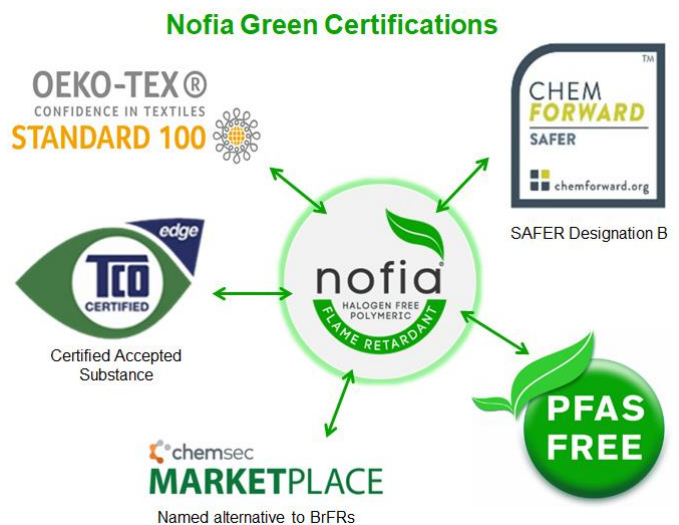 Nofia Green Certifications
OEKO-TEX®
CONFIDENCE IN TEXTILES
STANDARD 100
TM
CHEM
FORWARD
SAFER
chemforward.org
SAFER Designation B
edge
TCO
CERTIFIED
Certified Accepted
Substance
nofia®
HALOGEN FREE
POLYMERIC
FLAME RETARDANT
PFAS
FREE
chemsec
MARKETPLACE
Named alternative to BrFRs